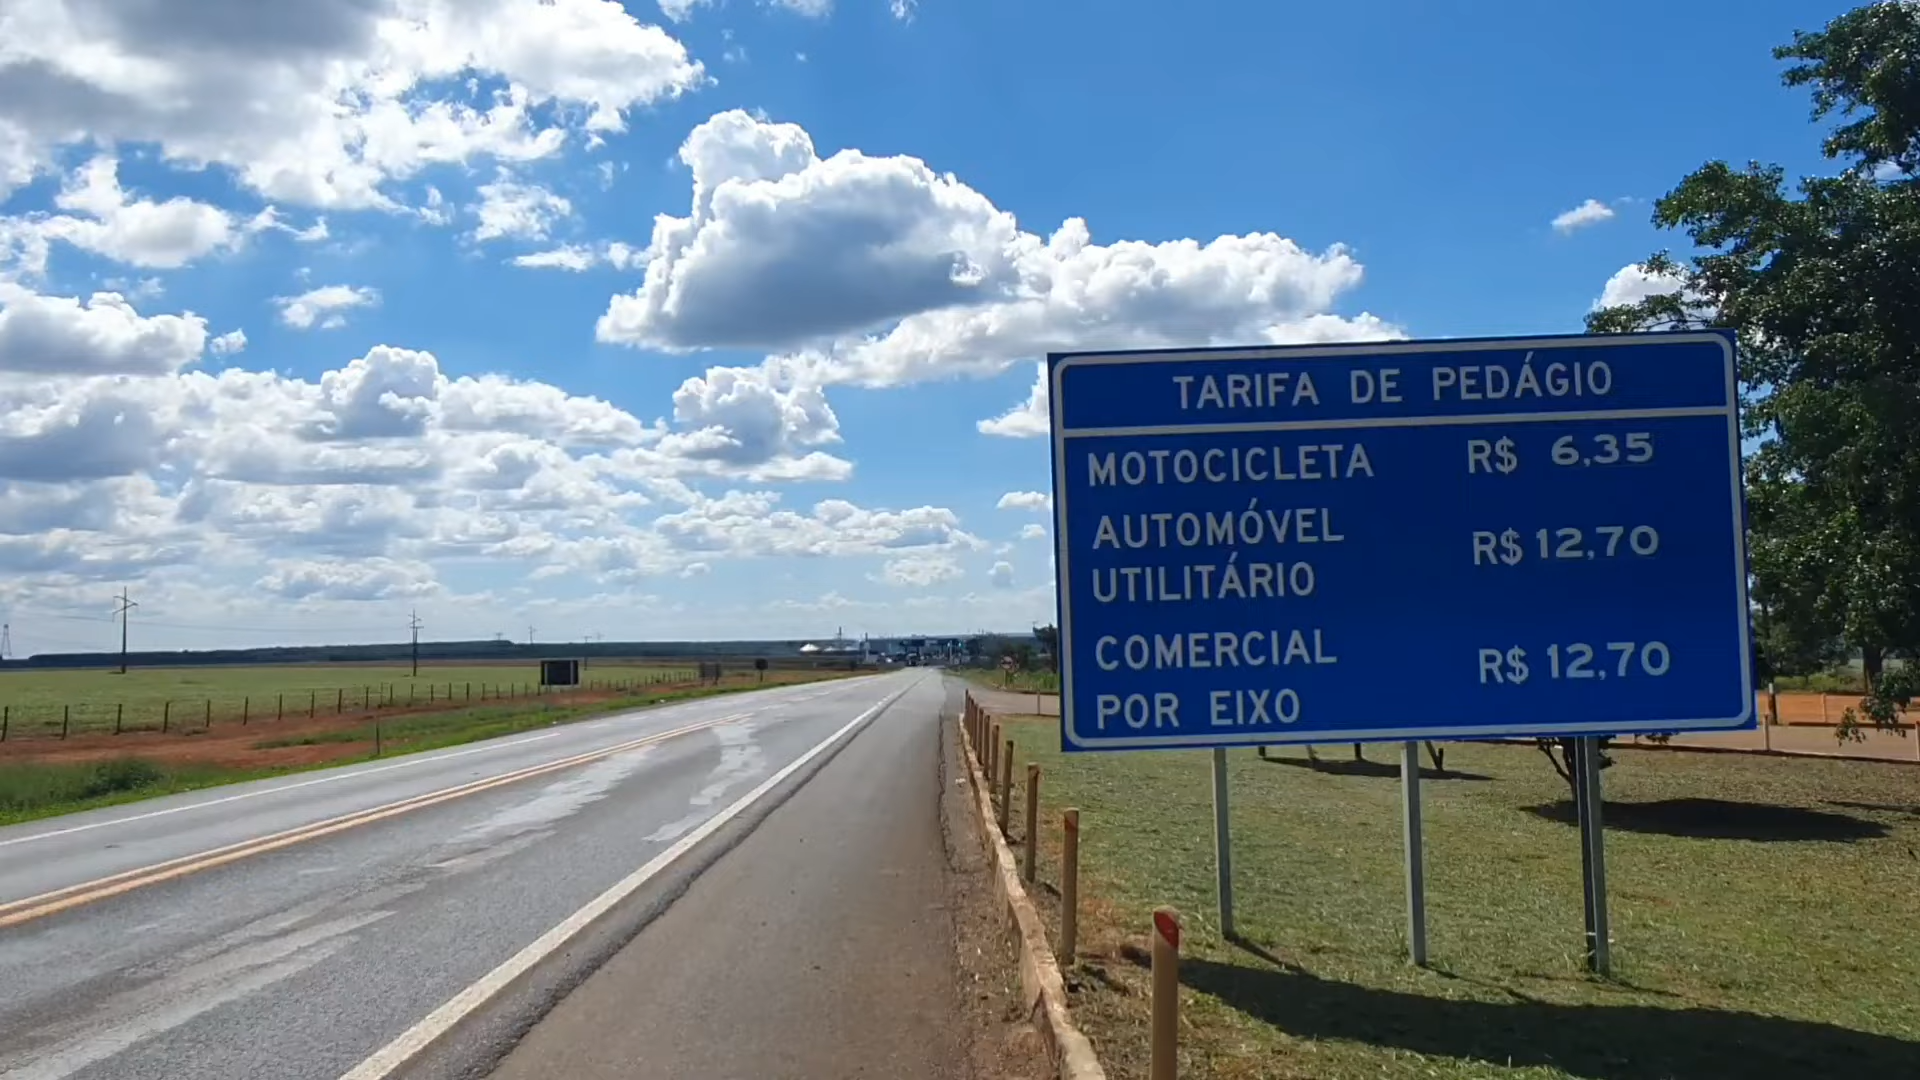 TARIFA DE PEDÁGIO
MOTOCICLETA R$ 6,35
AUTOMÓVEL R$ 12,70
UTILITÁRIO
COMERCIAL R$ 12,70
POR EIXO